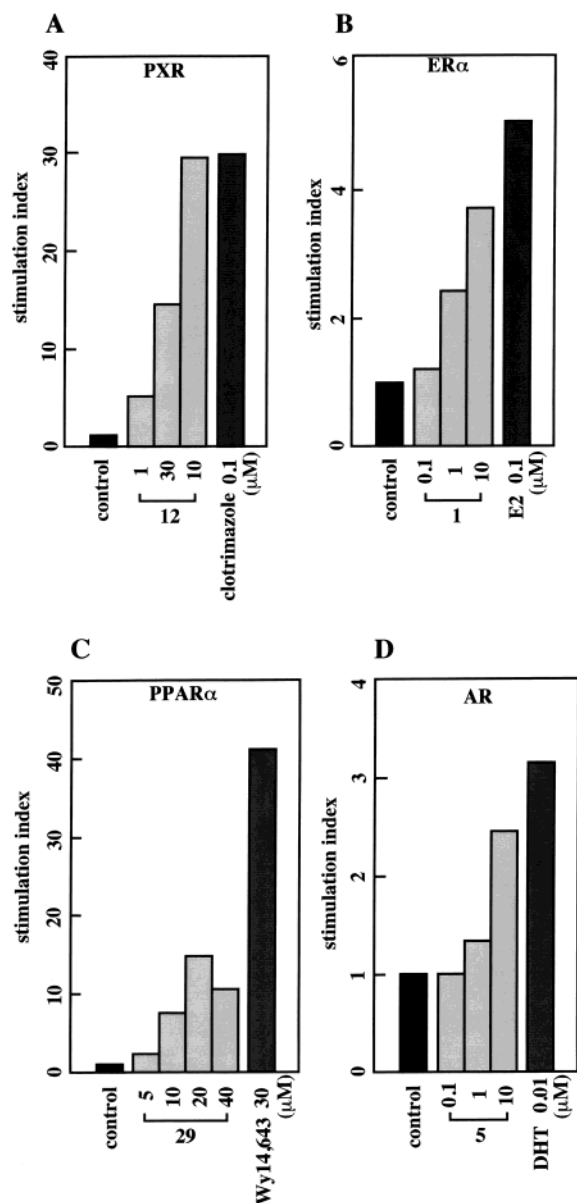 A
PXR
stimulation index
40
30
20
10
0
control
1
30
10
12
clotrimazole 0.1
(μM)
B
ERα
stimulation index
6
4
2
0
control
0.1
1
10
1
E2 0.1
(μM)
C
PPARα
stimulation index
50
40
30
20
10
0
control
5
10
20
40
29
Wy14,643 30
(μM)
D
AR
stimulation index
4
3
2
1
0
control
0.1
1
10
5
DHT 0.01
(μM)